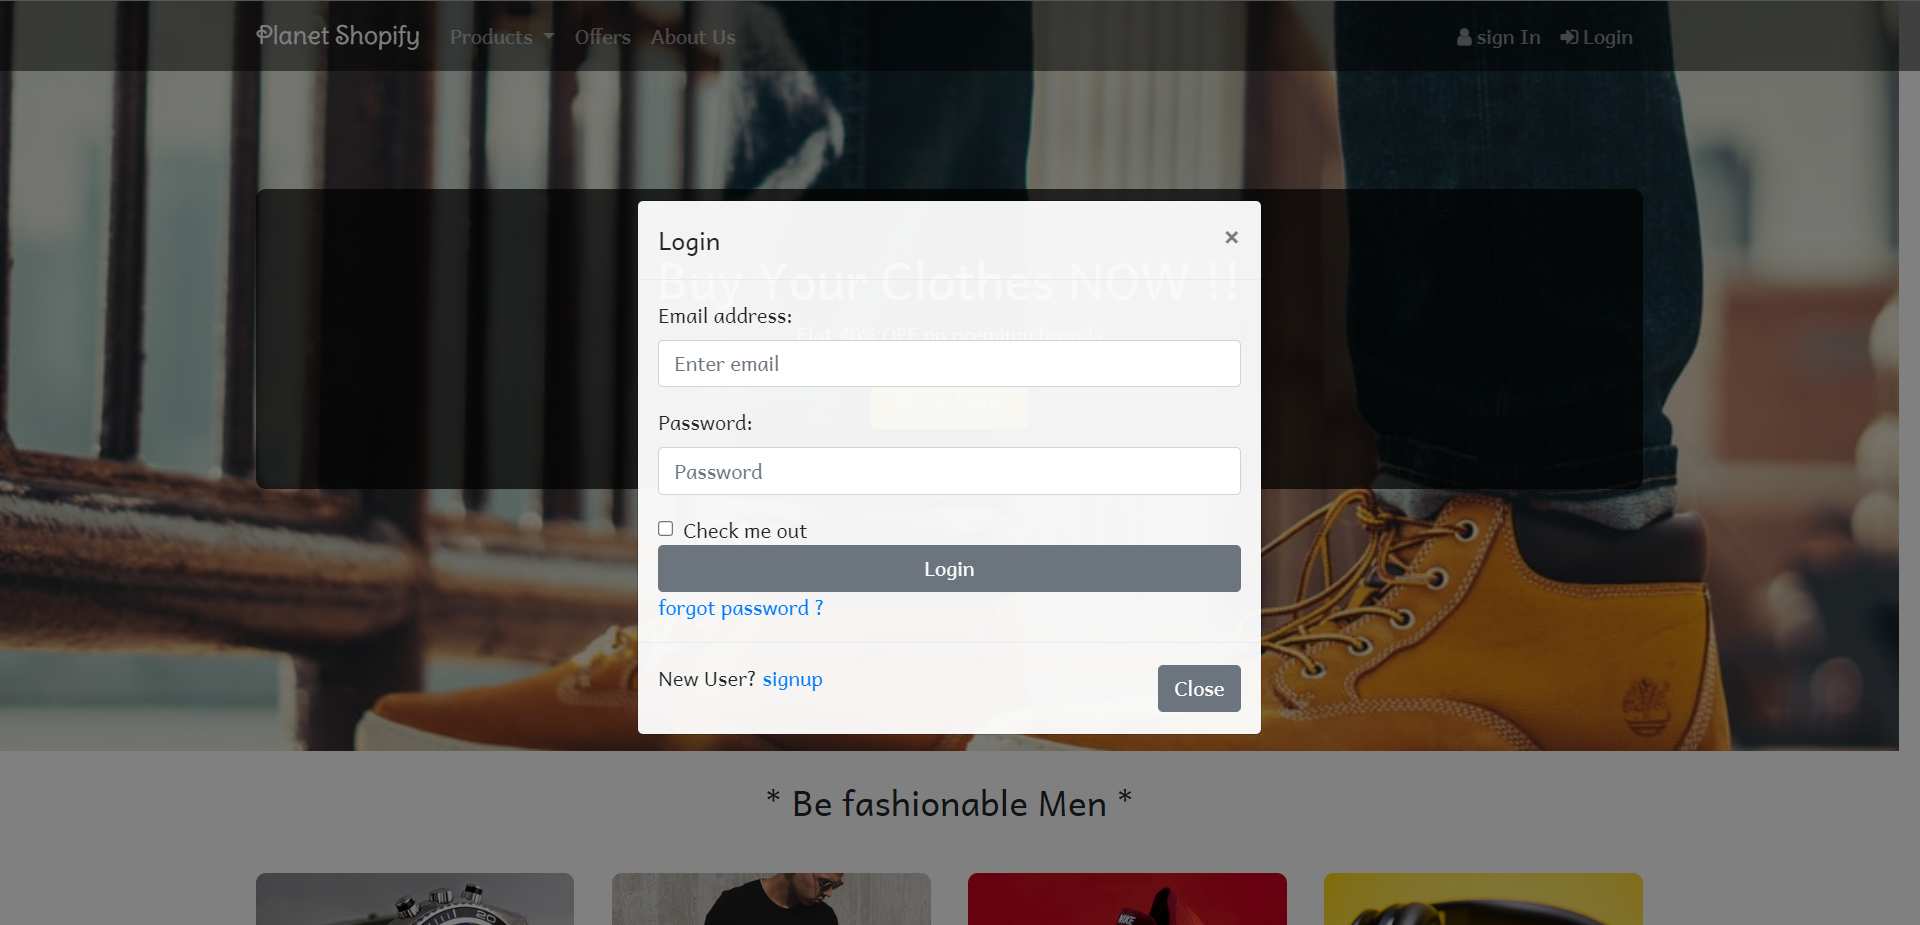 Planet Shopify Products Offers About Us sign In Login
Login ×
Buy Your Clothes NOW !!
Email address:
Flat 40% OFF on premium brands
Enter email
Shop Now
Password:
Password
Check me out
Login
forgot password ?
New User? signup
Close
* Be fashionable Men *
20
NIKE